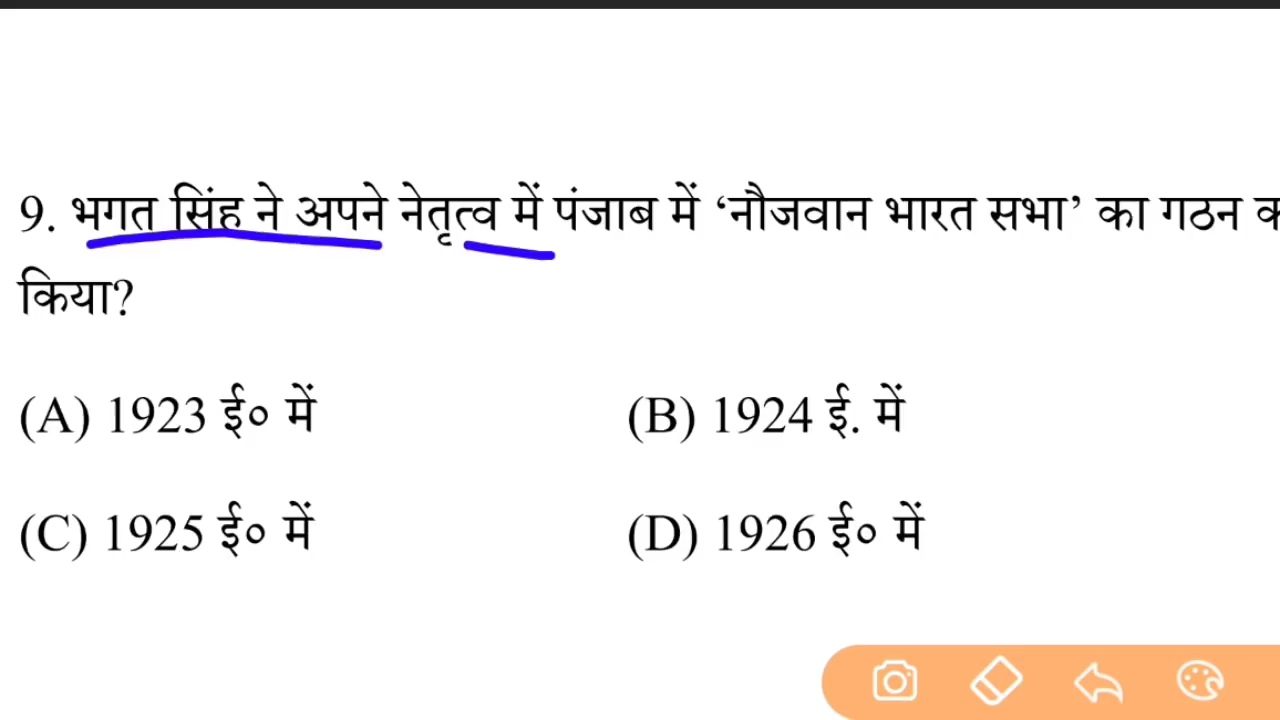 9. भगत सिंह ने अपने नेतृत्व में पंजाब में ‘नौजवान भारत सभा’ का गठन
किया?
(A) 1923 ई० में (B) 1924 ई. में
(C) 1925 ई० में (D) 1926 ई० में